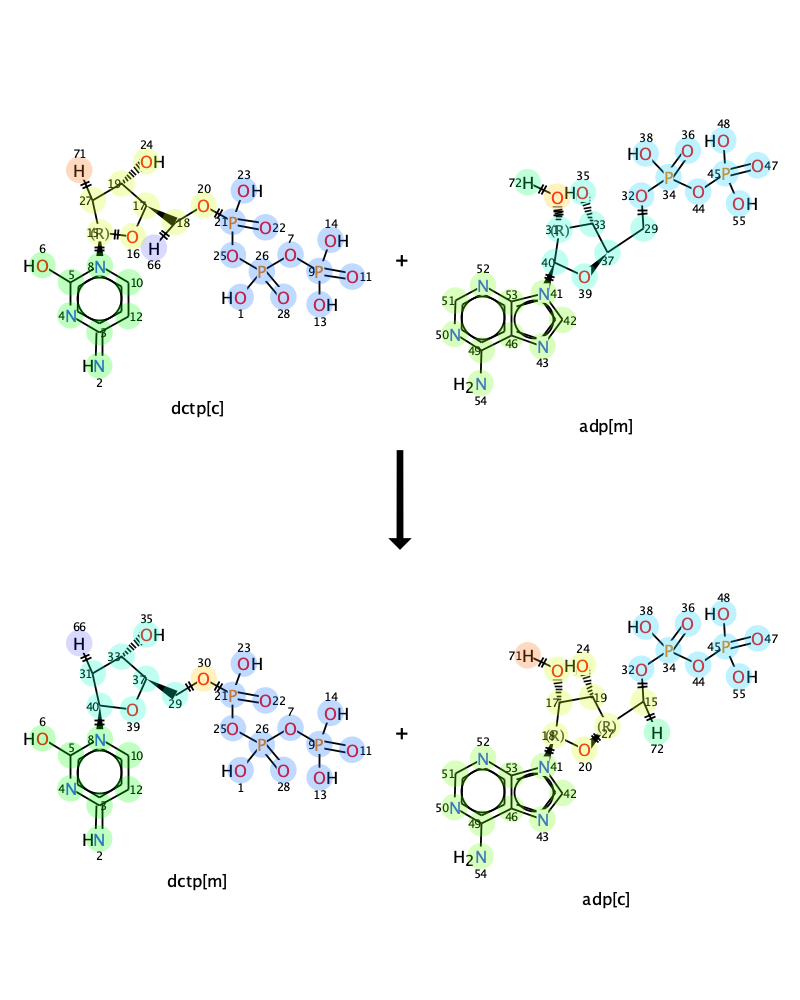 71
24
H
OH
19
27
17
20
O
23
OH
15
(R)
O
16
18
H
66
21
P
O
22
6
HO
5
8
N
10
4
N
12
3
HN
2
25
O
26
P
7
O
14
OH
9
P
O
11
HO
1
O
28
OH
13
dctp[c]
+
72
H
O
35
HO
31
(R)
33
38
HO
36
O
48
HO
45
P
O
47
32
O
P
34
O
44
OH
55
29
37
40
O
39
52
N
53
N
41
51
50
N
49
46
42
N
43
H2N
54
adp[m]
66
H
35
OH
33
31
37
30
O
23
OH
40
O
39
29
21
P
O
22
6
HO
5
8
N
10
4
N
12
3
HN
2
25
O
26
P
7
O
14
OH
9
P
O
11
HO
1
O
28
OH
13
dctp[m]
+
71
H
O
24
HO
17
19
38
HO
36
O
48
HO
45
P
O
47
32
O
P
34
O
44
OH
55
15
H
72
(R)
27
18
(R)
O
20
52
N
53
N
41
51
50
N
49
46
42
N
43
H2N
54
adp[c]